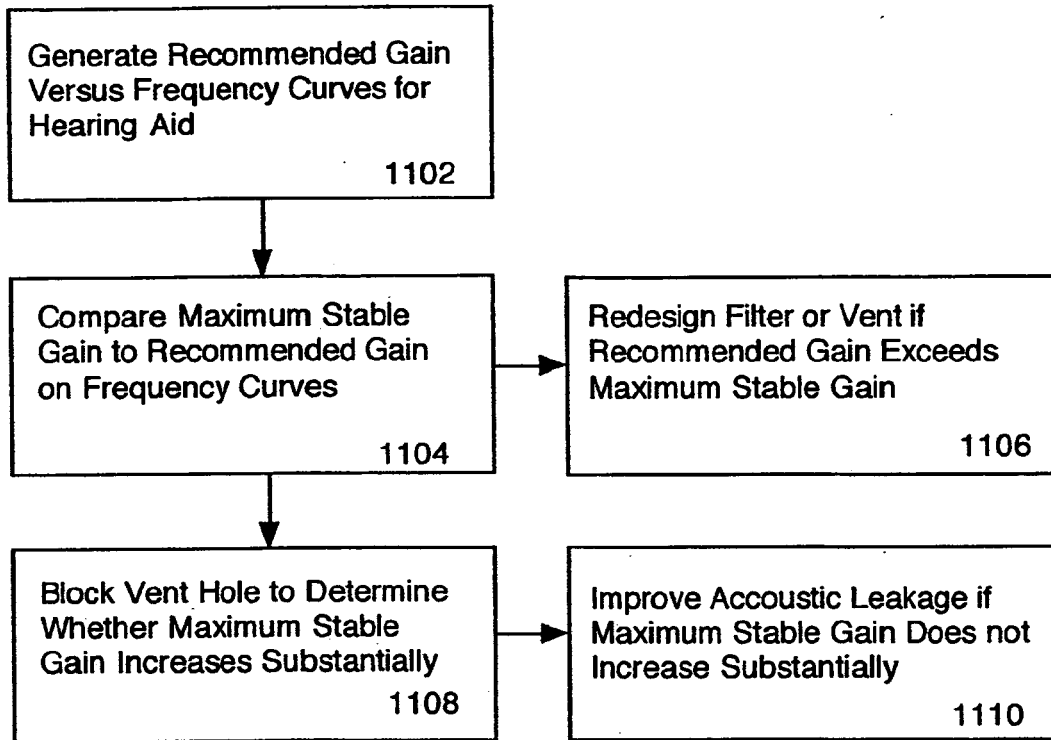 Generate Recommended Gain
Versus Frequency Curves for
Hearing Aid
1102
Compare Maximum Stable
Gain to Recommended Gain
on Frequency Curves
1104
Redesign Filter or Vent if
Recommended Gain Exceeds
Maximum Stable Gain
1106
Block Vent Hole to Determine
Whether Maximum Stable
Gain Increases Substantially
1108
Improve Accoustic Leakage if
Maximum Stable Gain Does not
Increase Substantially
1110